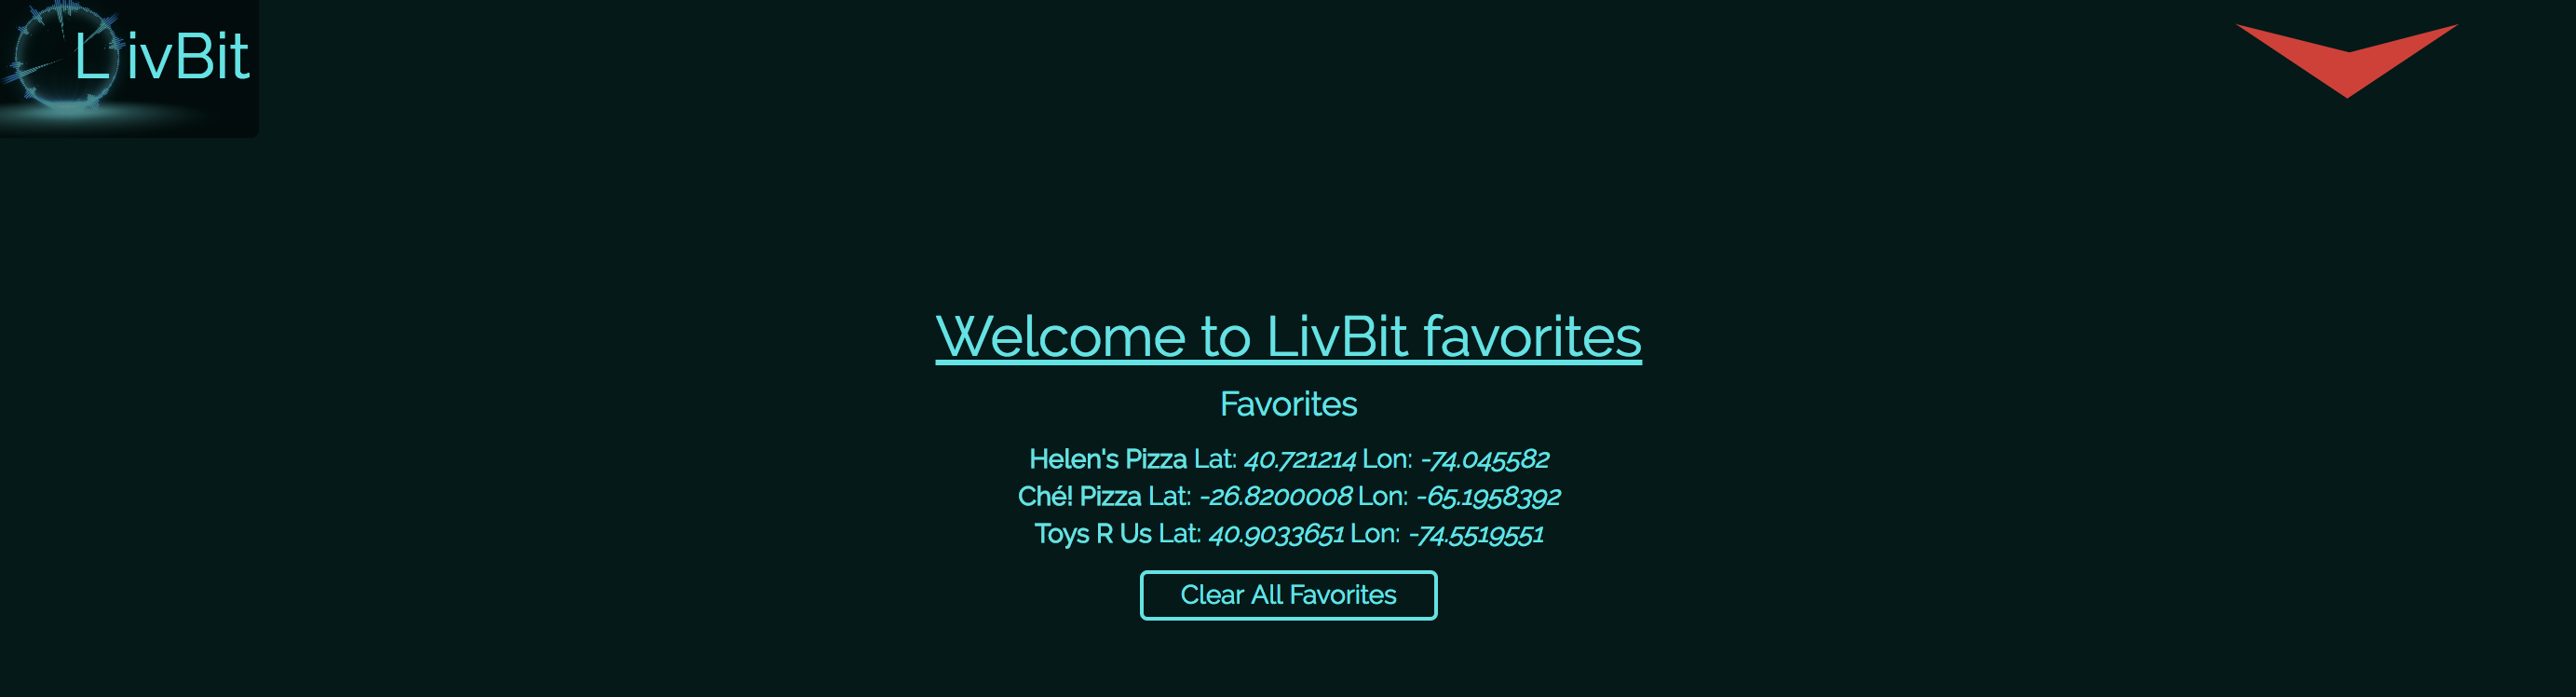 LivBit
Welcome to LivBit favorites
Favorites
Helen's Pizza Lat: 40.721214 Lon: -74.045582
Ché! Pizza Lat: -26.8200008 Lon: -65.1958392
Toys R Us Lat: 40.9033651 Lon: -74.5519551
Clear All Favorites